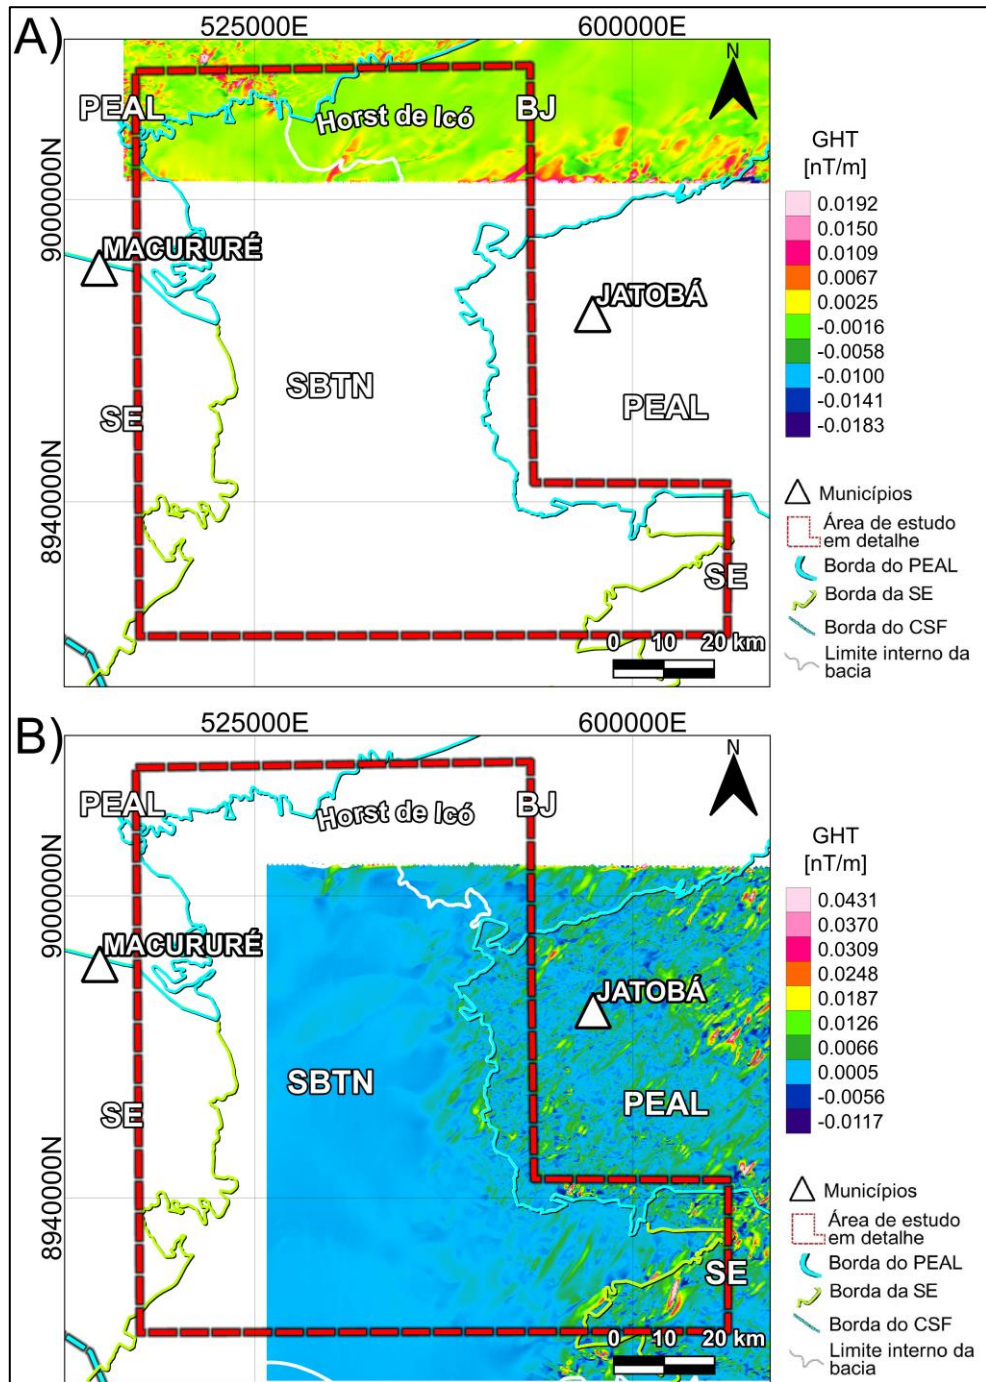 A)
525000E
600000E
N
PEAL
Horst de Icó
BJ
9000000N
MACURURÉ
JATOBÁ
SBTN
PEAL
SE
8940000N
SE
0 10 20 km
GHT
[nT/m]
0.0192
0.0150
0.0109
0.0067
0.0025
-0.0016
-0.0058
-0.0100
-0.0141
-0.0183
Municípios
Área de estudo
em detalhe
Borda do PEAL
Borda da SE
Borda do CSF
Limite interno da
bacia
B)
525000E
600000E
N
PEAL
Horst de Icó
BJ
9000000N
MACURURÉ
JATOBÁ
SBTN
PEAL
SE
8940000N
SE
0 10 20 km
GHT
[nT/m]
0.0431
0.0370
0.0309
0.0248
0.0187
0.0126
0.0066
0.0005
-0.0056
-0.0117
Municípios
Área de estudo
em detalhe
Borda do PEAL
Borda da SE
Borda do CSF
Limite interno da
bacia